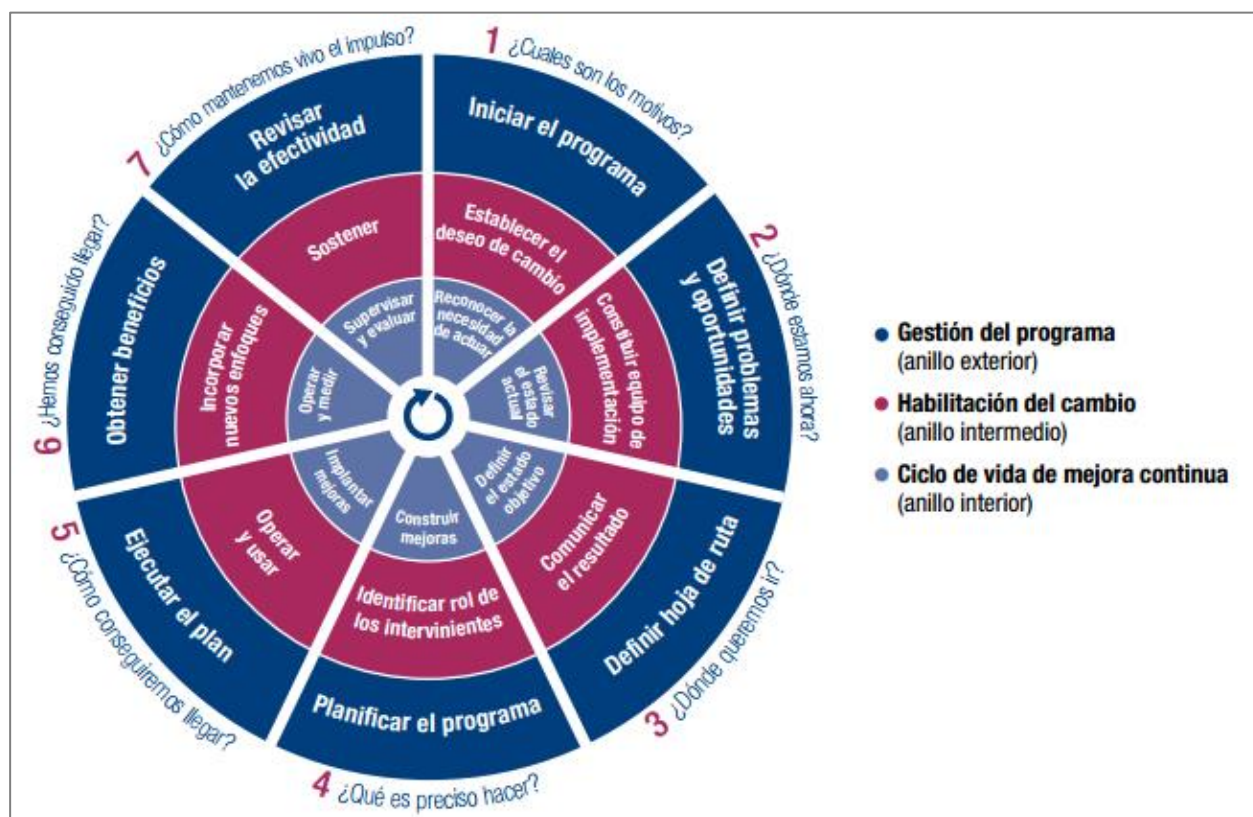 1 ¿Cuales son los motivos?
Iniciar el programa
Establecer el
deseo de cambio
Reconocer la
necesidad
de actuar
2 ¿Dónde estamos ahora?
Definir problemas
y oportunidades
Constituir equipo de
implementación
Revisar
el estado
actual
3 ¿Dónde queremos ir?
Definir hoja de ruta
Comunicar
el resultado
Definir
el estado
objetivo
4 ¿Qué es preciso hacer?
Planificar el programa
Identificar rol de
los intervinientes
Construir
mejoras
5 ¿Cómo conseguiremos llegar?
Ejecutar el plan
Operar
y usar
Implantar
mejoras
6 ¿Hemos conseguido llegar?
Obtener beneficios
Incorporar
nuevos enfoques
Operar
y medir
7 ¿Cómo mantenemos vivo el impulso?
Revisar
la efectividad
Sostener
Supervisar
y evaluar
Gestión del programa
(anillo exterior)
Habilitación del cambio
(anillo intermedio)
Ciclo de vida de mejora continua
(anillo interior)